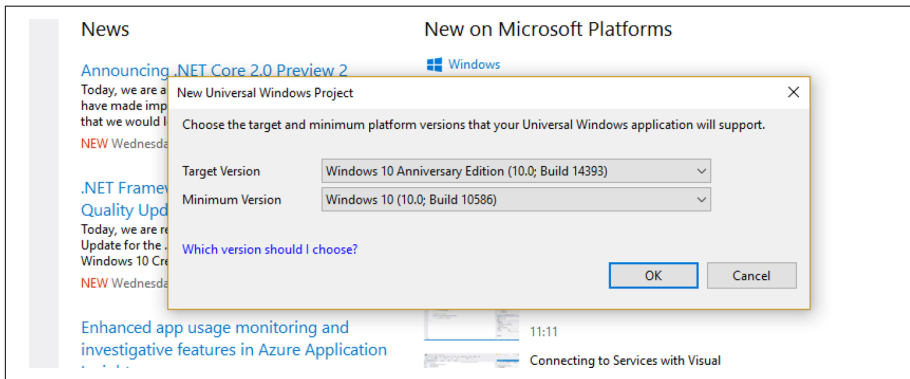 News
New on Microsoft Platforms
Announcing .NET Core 2.0 Preview 2
Windows
Today, we are a
have made imp
that we would l
NEW Wednesda
New Universal Windows Project
Choose the target and minimum platform versions that your Universal Windows application will support.
Target Version
Windows 10 Anniversary Edition (10.0; Build 14393)
Minimum Version
Windows 10 (10.0; Build 10586)
Which version should I choose?
OK
Cancel
.NET Framew
Quality Upd
Today, we are re
Update for the .
Windows 10 Cre
NEW Wednesda
Enhanced app usage monitoring and
investigative features in Azure Application
11:11
Connecting to Services with Visual